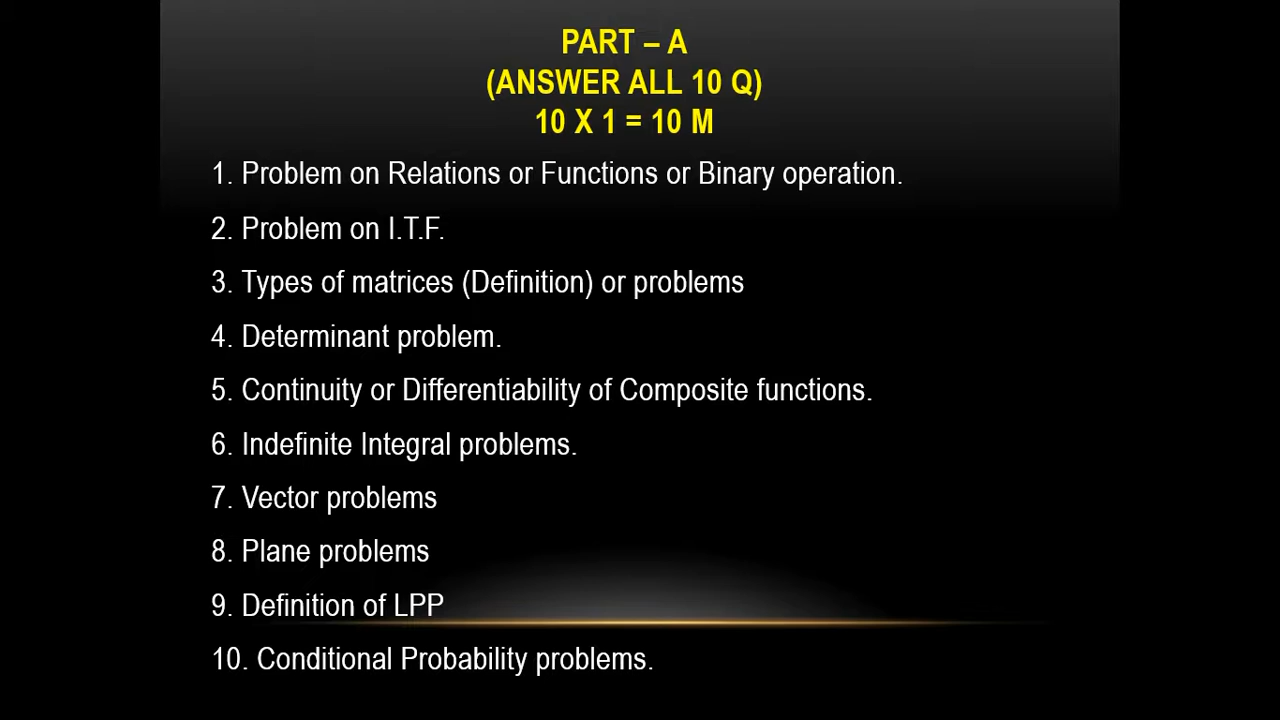 PART – A
(ANSWER ALL 10 Q)
10 X 1 = 10 M
1. Problem on Relations or Functions or Binary operation.
2. Problem on I.T.F.
3. Types of matrices (Definition) or problems
4. Determinant problem.
5. Continuity or Differentiability of Composite functions.
6. Indefinite Integral problems.
7. Vector problems
8. Plane problems
9. Definition of LPP
10. Conditional Probability problems.